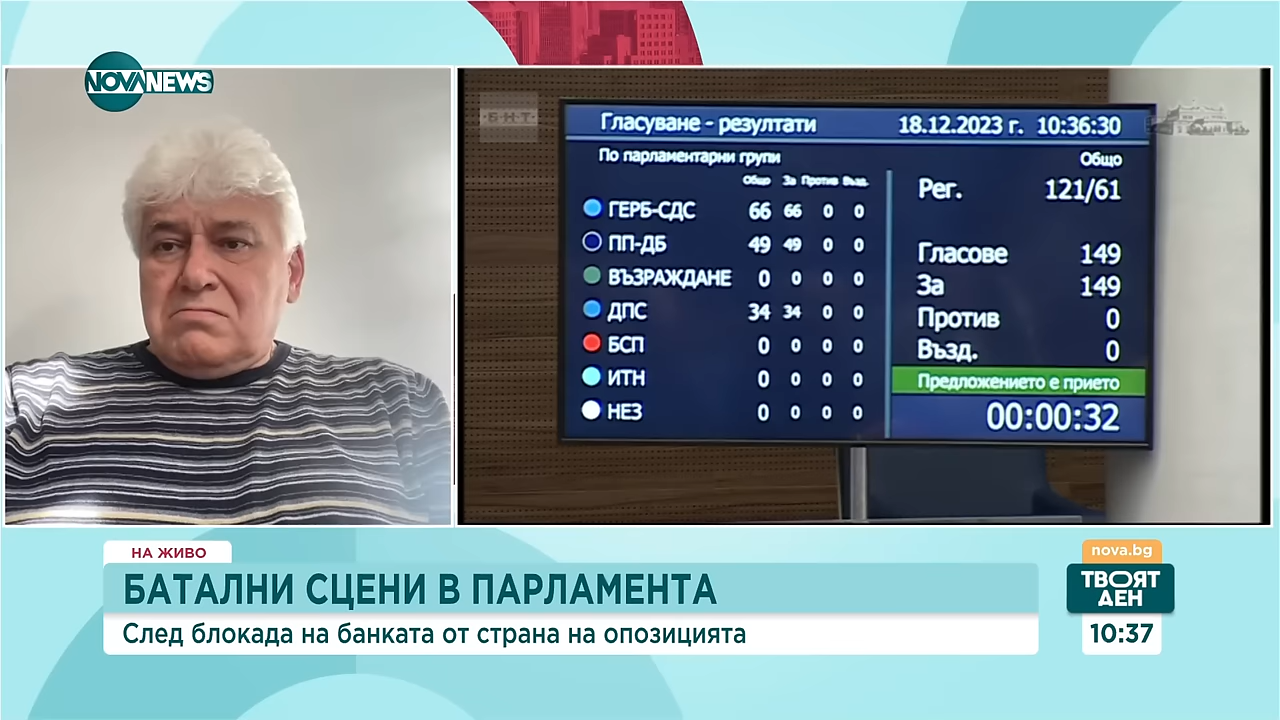 NOVANEWS
БНТ
Гласуване - резултати 18.12.2023 г. 10:36:30
По парламентарни групи Общо
Общо За Против Възд.
Рег. 121/61
ГЕРБ-СДС 66 66 0 0
ПП-ДБ 49 49 0 0
ВЪЗРАЖДАНЕ 0 0 0 0
ДПС 34 34 0 0
БСП 0 0 0 0
ИТН 0 0 0 0
НЕЗ 0 0 0 0
Гласове 149
За 149
Против 0
Възд. 0
Предложението е прието
00:00:32
НА ЖИВО
БАТАЛНИ СЦЕНИ В ПАРЛАМЕНТА
След блокада на банката от страна на опозицията
nova.bg
ТВОЯТ
ДЕН
10:37